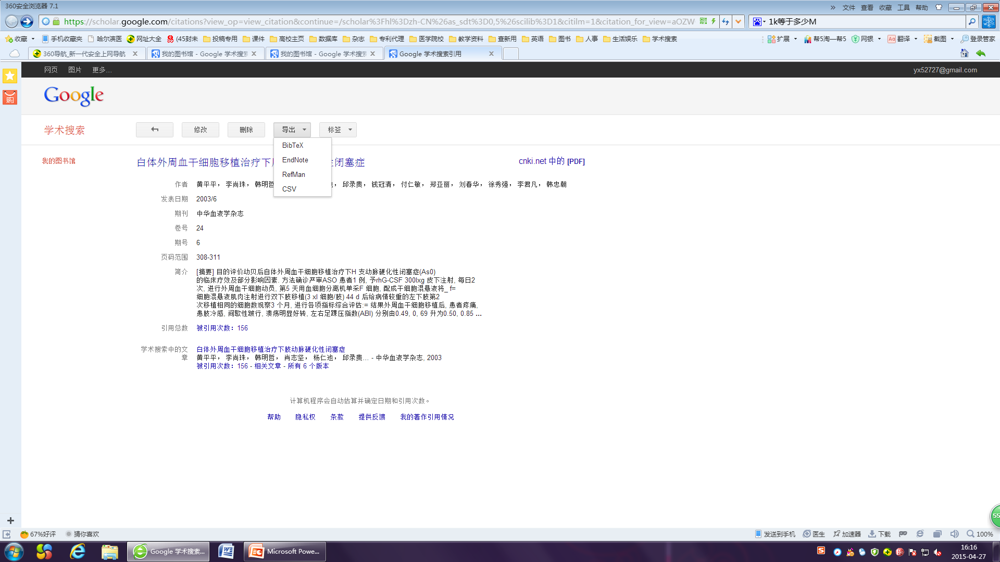 360安全浏览器 7.1
» 文件 查看 收藏 工具 帮助
https://scholar.google.com/citations?view_op=view_citation&continue=/scholar%3Fhl%3Dzh-CN%26as_sdt%3D0,5%26scilib%3D1&citilm=1&citation_for_view=aOZW
1k等于多少M
收藏 手机收藏夹 哈尔滨医 网址大全 (45封未 投稿专用 课件 高校主页 数据库 杂志 专利代理 医学院校 教学资料 查新用 英语 图书 人事 生活娱乐 学术搜索 扩展 帮5淘—帮5 网银 翻译 截图 登录管家
360导航_新一代安全上网导航 我的图书馆 - Google 学术搜索 我的图书馆 - Google 学术搜索 Google 学术搜索引用
网页 图片 更多… yx52727@gmail.com
购
Google
学术搜索 修改 删除 导出 标签
BibTeX
EndNote
RefMan
CSV
我的图书馆
白体外周血干细胞移植治疗下 闭塞症
cnki.net 中的 [PDF]
作者 黄平平, 李尚珠, 韩明哲 邱录贵, 钱冠清, 付仁敏, 郑亚丽, 刘春华, 徐秀强, 李君凡, 韩忠朝
发表日期 2003/6
期刊 中华血液学杂志
卷号 24
期号 6
页码范围 308-311
简介 [摘要] 目的评价动贝后自体外周血干细胞移植治疗下H 支动脉硬化性闭塞症(As0)
的临床疗效及部分影响因素. 方法确诊严审ASO 患者1 例, 予rhG-CSF 300lxg 皮下注射, 每日2
次, 进行外周血干细胞动员, 第5 天用血细胞分离机单采F 细胞, 配成干细胞混悬液将_ f=
细胞混悬液肌肉注射进行双下肢移植(3 xl 细胞/肢) 44 d 后给病情较重的左下肢第2
次移植相同的细胞数观察3 个月, 进行各项指标综合评估:= 结果外周血干细胞移植后, 患者疼痛,
患肢冷感, 间歇性跛行, 溃疡明显好转, 左右足踝压指数(ABI) 分别由0.49, 0, 69 升为0.50, 0.85 ...
引用总数 被引用次数：156
学术搜索中的文章
白体外周血干细胞移植治疗下肢动脉硬化性闭塞症
黄平平, 李尚珠, 韩明哲, 肖志坚, 杨仁池, 邱录贵... - 中华血液学杂志, 2003
被引用次数：156 - 相关文章 - 所有 6 个版本
计算机程序会自动估算并确定日期和引用次数。
帮助 隐私权 条款 提供反馈 我的著作引用情况
55
67%好评 猜你喜欢 发送到手机 医生 加速器 下载 100%
Google 学术搜索... Microsoft Powe...
16:16
2015-04-27